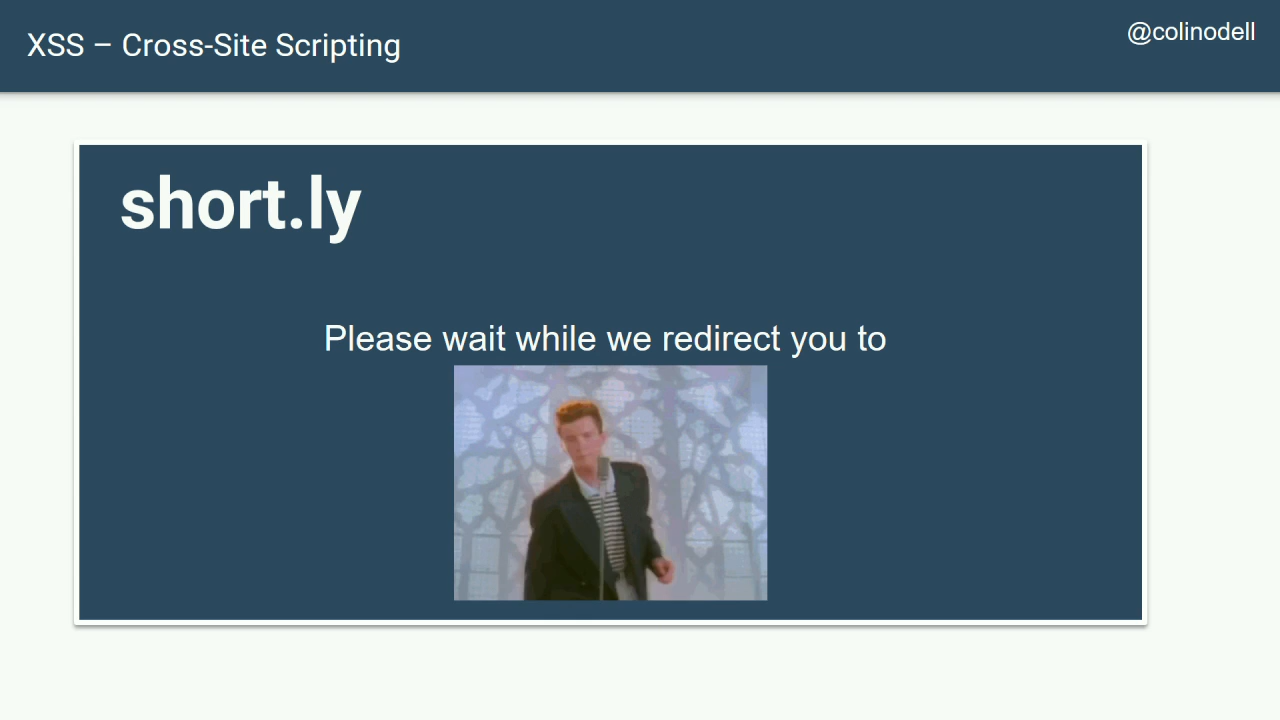 XSS – Cross-Site Scripting
@colinodell
short.ly
Please wait while we redirect you to